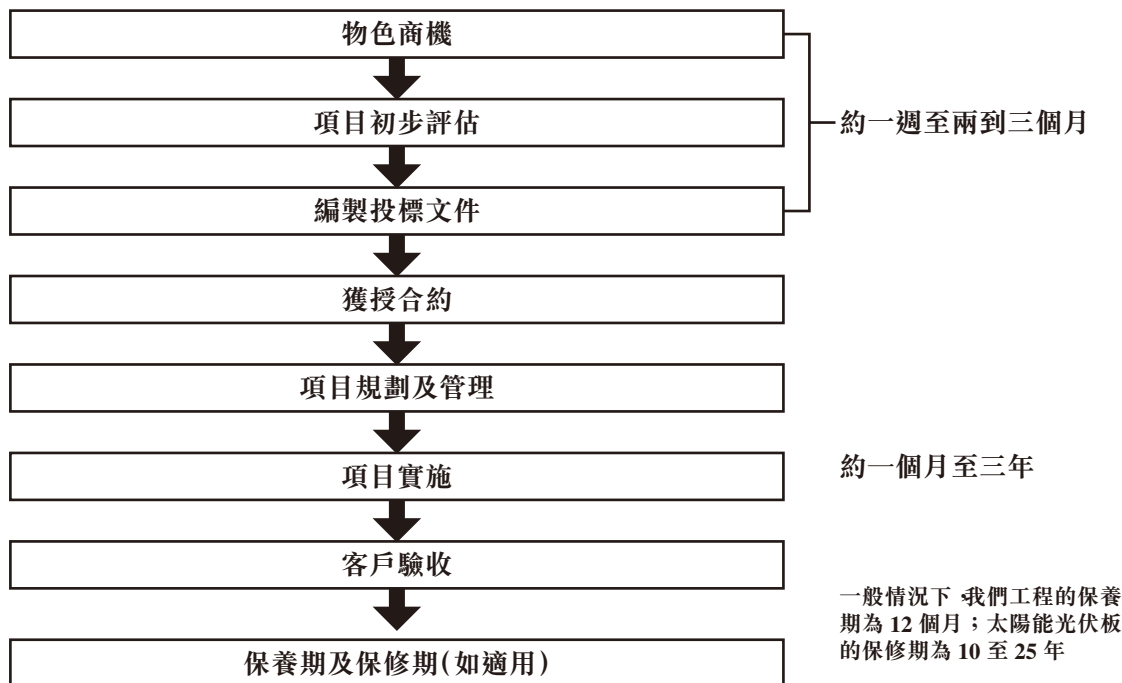 物色商機
項目初步評估
約一週至兩到三個月
編製投標文件
獲授合約
項目規劃及管理
項目實施
約一個月至三年
客戶驗收
保養期及保修期(如適用)
一般情況下，我們工程的保養
期為 12 個月；太陽能光伏板
的保修期為 10 至 25 年